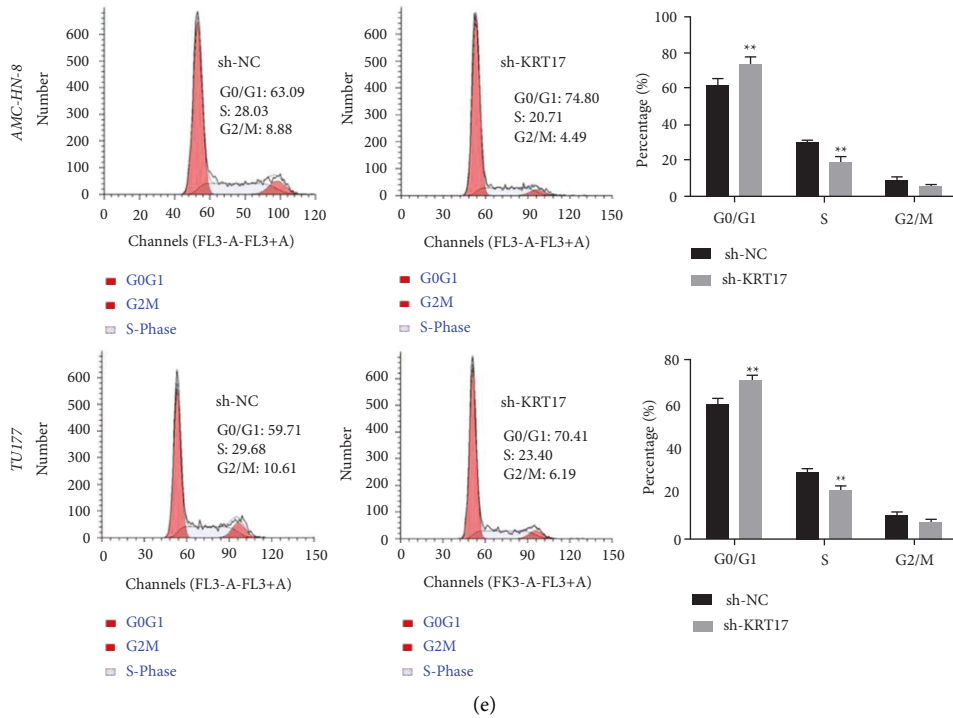 AMC-HN-8
Number
600
500
400
300
200
100
0
sh-NC
G0/G1: 63.09
S: 28.03
G2/M: 8.88
0 20 40 50 60 80 100 120
Channels (FL3-A-FL3+A)
G0G1
G2M
S-Phase
Number
600
500
400
300
200
100
0
sh-KRT17
G0/G1: 74.80
S: 20.71
G2/M: 4.49
0 30 60 90 120 150
Channels (FL3-A-FL3+A)
G0G1
G2M
S-Phase
Percentage (%)
100
80
60
40
20
0
**
**
G0/G1 S G2/M
sh-NC
sh-KRT17
TU177
Number
600
500
400
300
200
100
0
sh-NC
G0/G1: 59.71
S: 29.68
G2/M: 10.61
0 30 60 90 120 150
Channels (FL3-A-FL3+A)
G0G1
G2M
S-Phase
Number
600
500
400
300
200
100
0
sh-KRT17
G0/G1: 70.41
S: 23.40
G2/M: 6.19
0 30 60 90 120 150
Channels (FK3-A-FL3+A)
G0G1
G2M
S-Phase
Percentage (%)
80
60
40
20
0
**
**
G0/G1 S G2/M
sh-NC
sh-KRT17
(e)